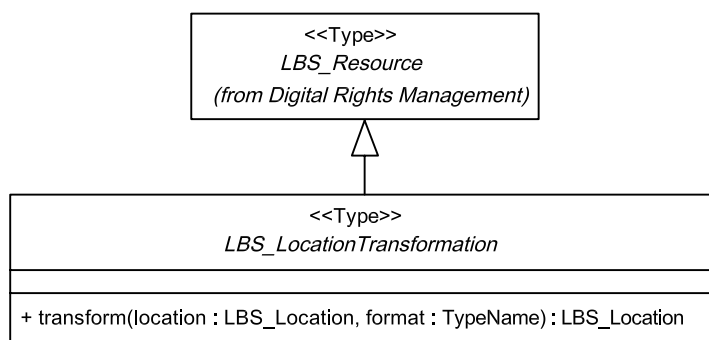 <<Type>>
LBS_Resource
(from Digital Rights Management)
<<Type>>
LBS_LocationTransformation
+ transform(location : LBS_Location, format : TypeName) : LBS_Location